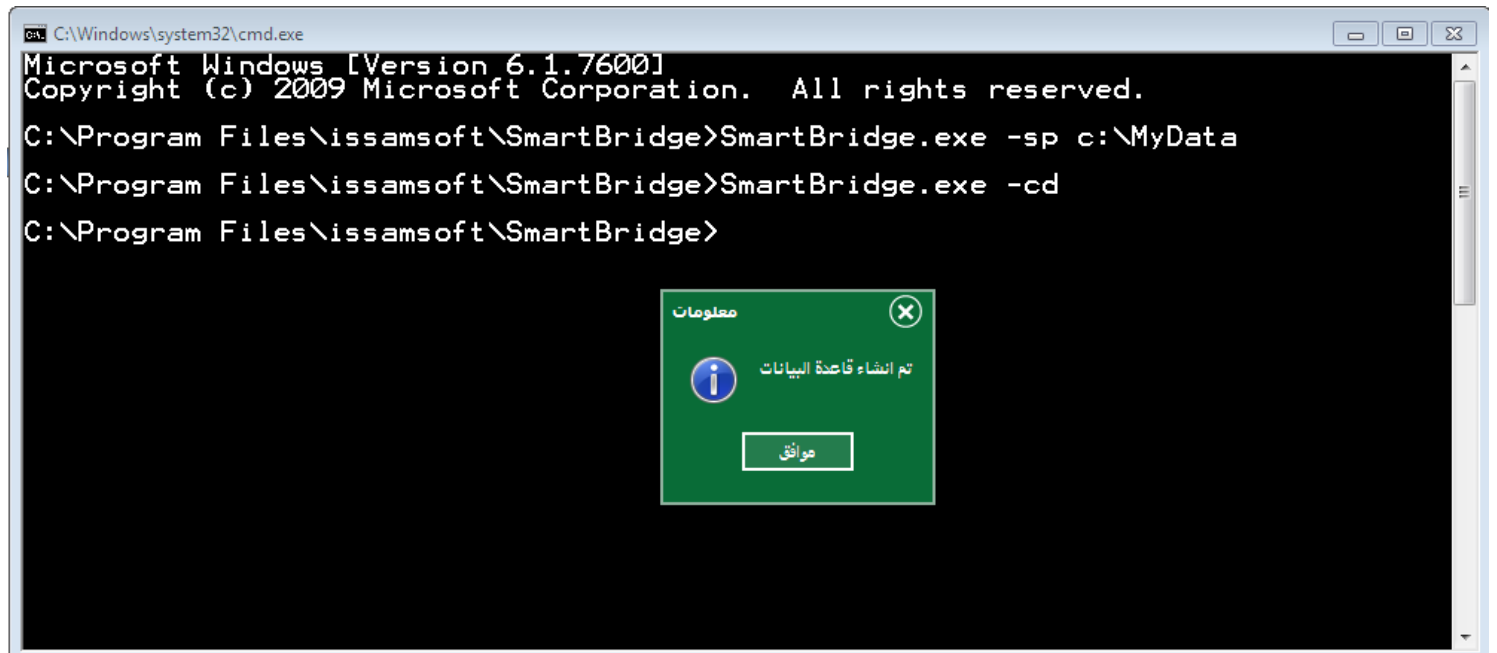 C:\Windows\system32\cmd.exe
Microsoft Windows [Version 6.1.7600]
Copyright (c) 2009 Microsoft Corporation.  All rights reserved.
C:\Program Files\issamsoft\SmartBridge>SmartBridge.exe -sp c:\MyData
C:\Program Files\issamsoft\SmartBridge>SmartBridge.exe -cd
C:\Program Files\issamsoft\SmartBridge>
معلومات
تم انشاء قاعدة البيانات
موافق